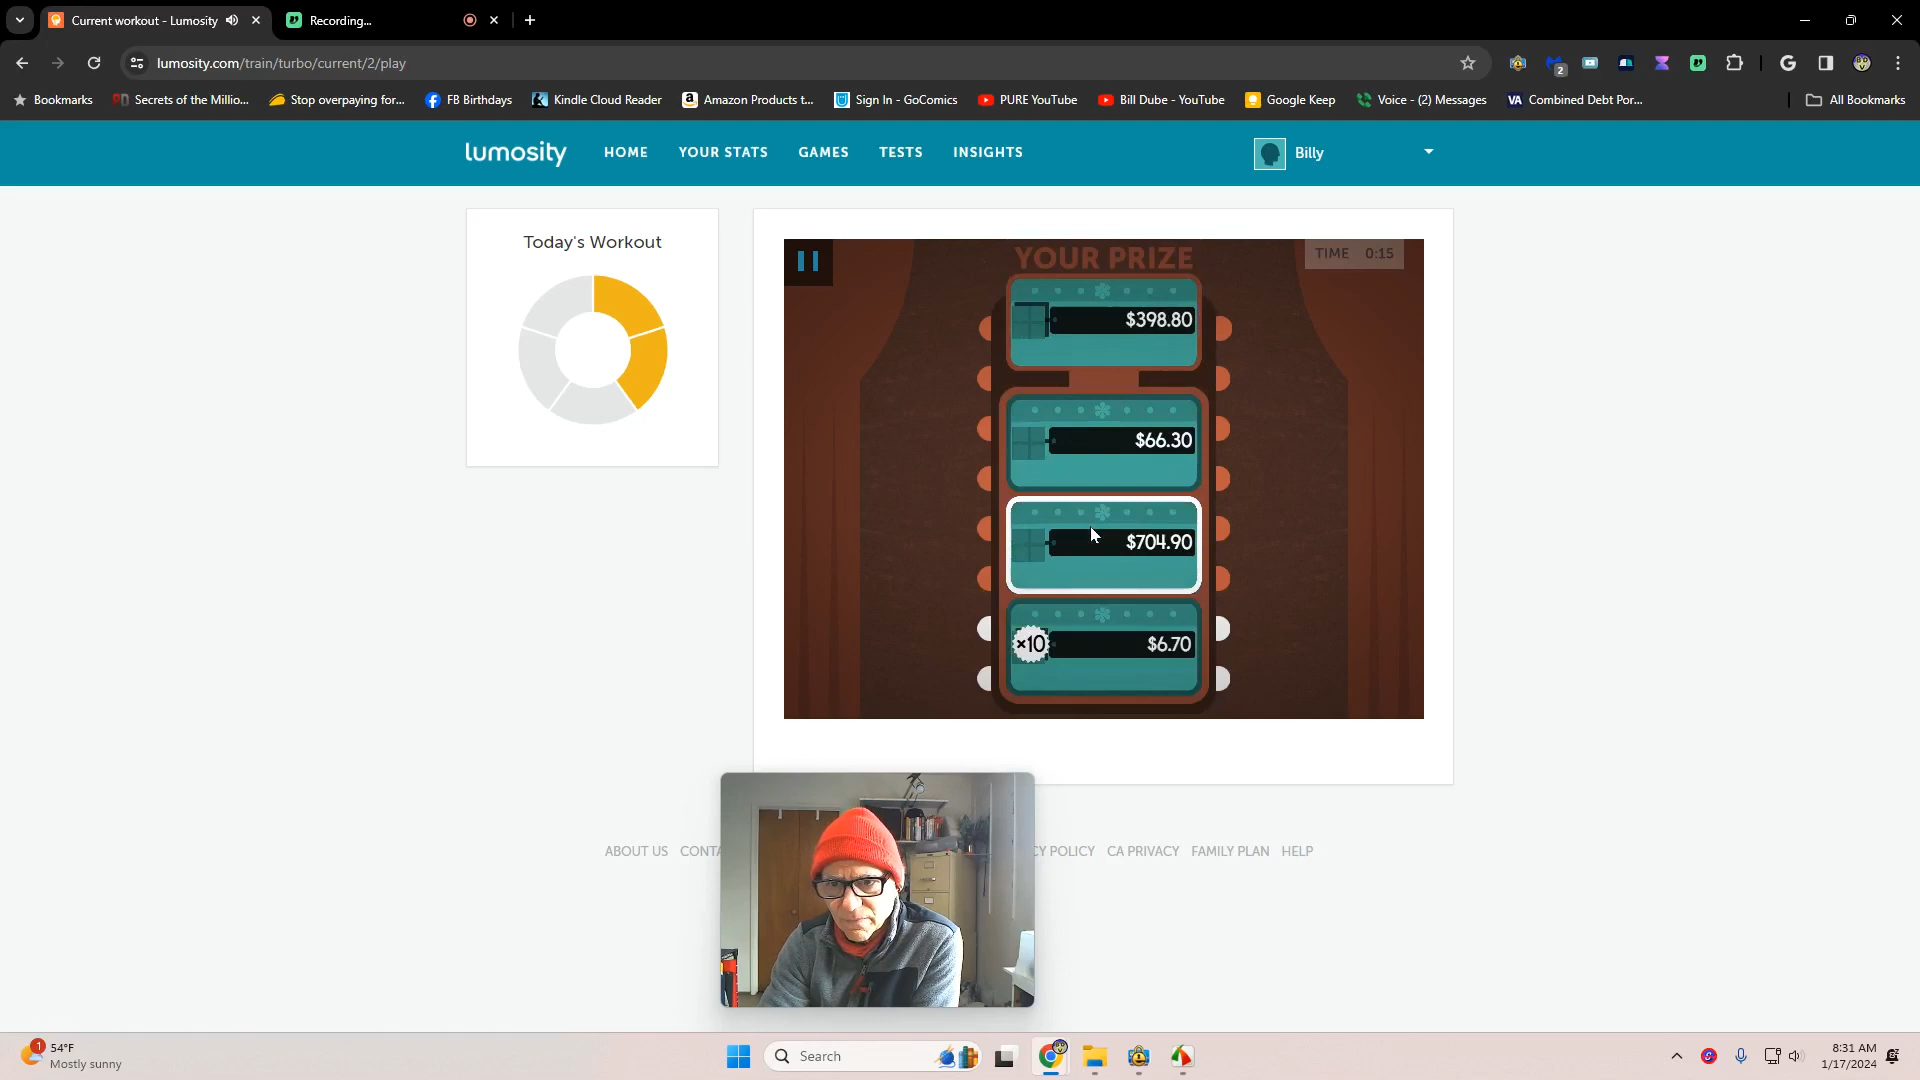 Current workout - Lumosity
Recording...
lumosity.com/train/turbo/current/2/play
2
Bookmarks
Secrets of the Millio...
Stop overpaying for...
FB Birthdays
Kindle Cloud Reader
Amazon Products t...
Sign In - GoComics
PURE YouTube
Bill Dube - YouTube
Google Keep
Voice - (2) Messages
VA Combined Debt Por...
All Bookmarks
lumosity
HOME
YOUR STATS
GAMES
TESTS
INSIGHTS
Billy
Today's Workout
YOUR PRIZE
TIME 0:15
$398.80
$66.30
$704.90
×10 $6.70
ABOUT US
CONTA
CY POLICY
CA PRIVACY
FAMILY PLAN
HELP
1
54°F
Mostly sunny
Search
8:31 AM
1/17/2024